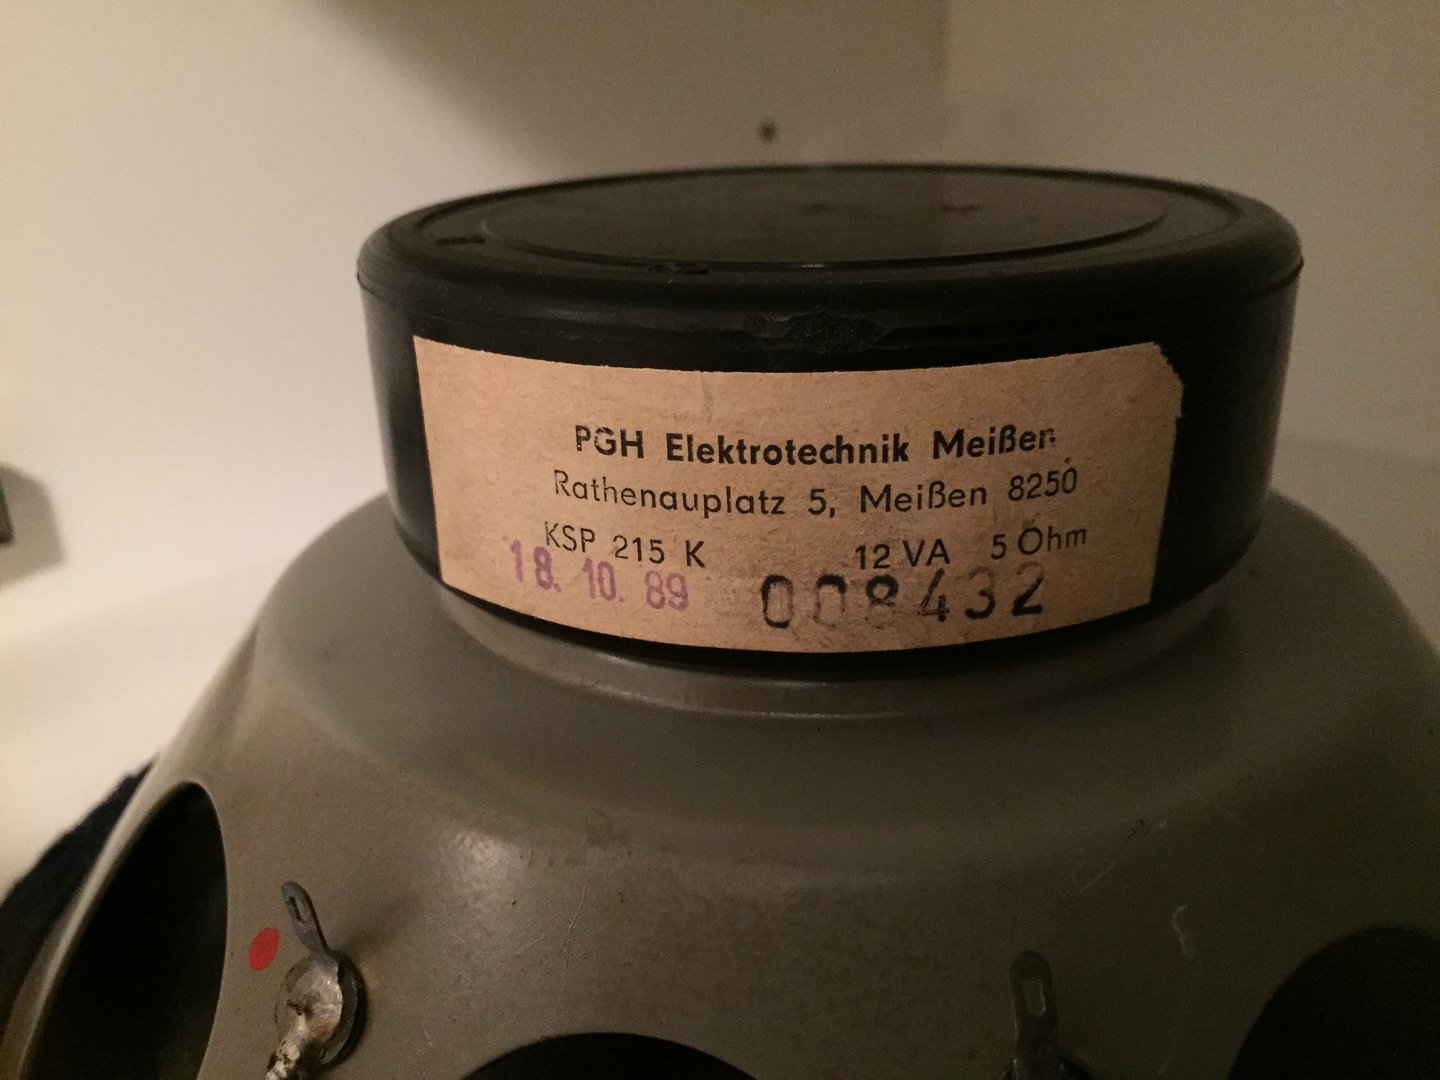 PGH Elektrotechnik Meißen
Rathenauplatz 5, Meißen 8250
KSP 215 K 12 VA 5 Ohm
18. 10. 89 008432